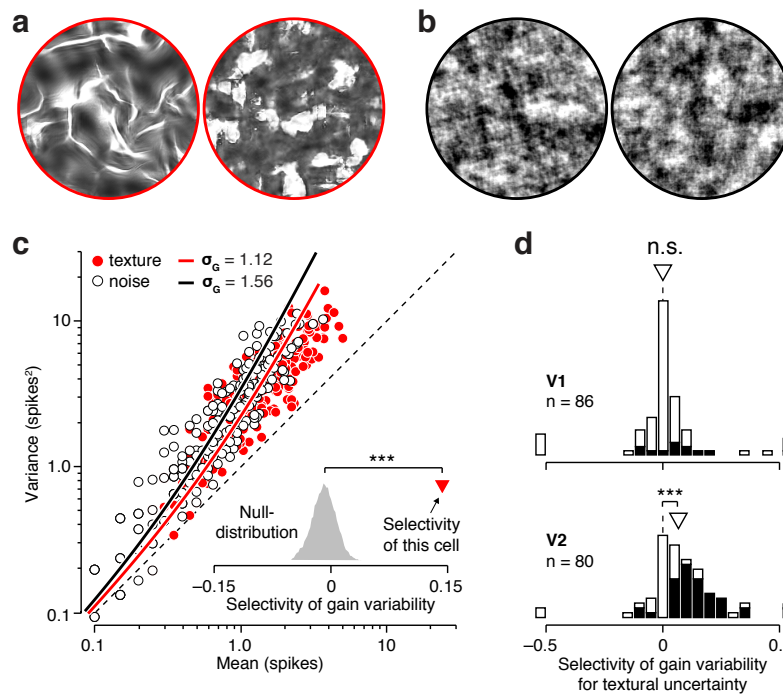 a
b
c
texture
noise
σG = 1.12
σG = 1.56
Variance (spikes²)
10
1.0
0.1
0.1
1.0
10
Mean (spikes)
***
Null-
distribution
Selectivity
of this cell
−0.15
0
0.15
Selectivity of gain variability
d
n.s.
V1
n = 86
***
V2
n = 80
−0.5
0
0.
Selectivity of gain variability
for textural uncertainty